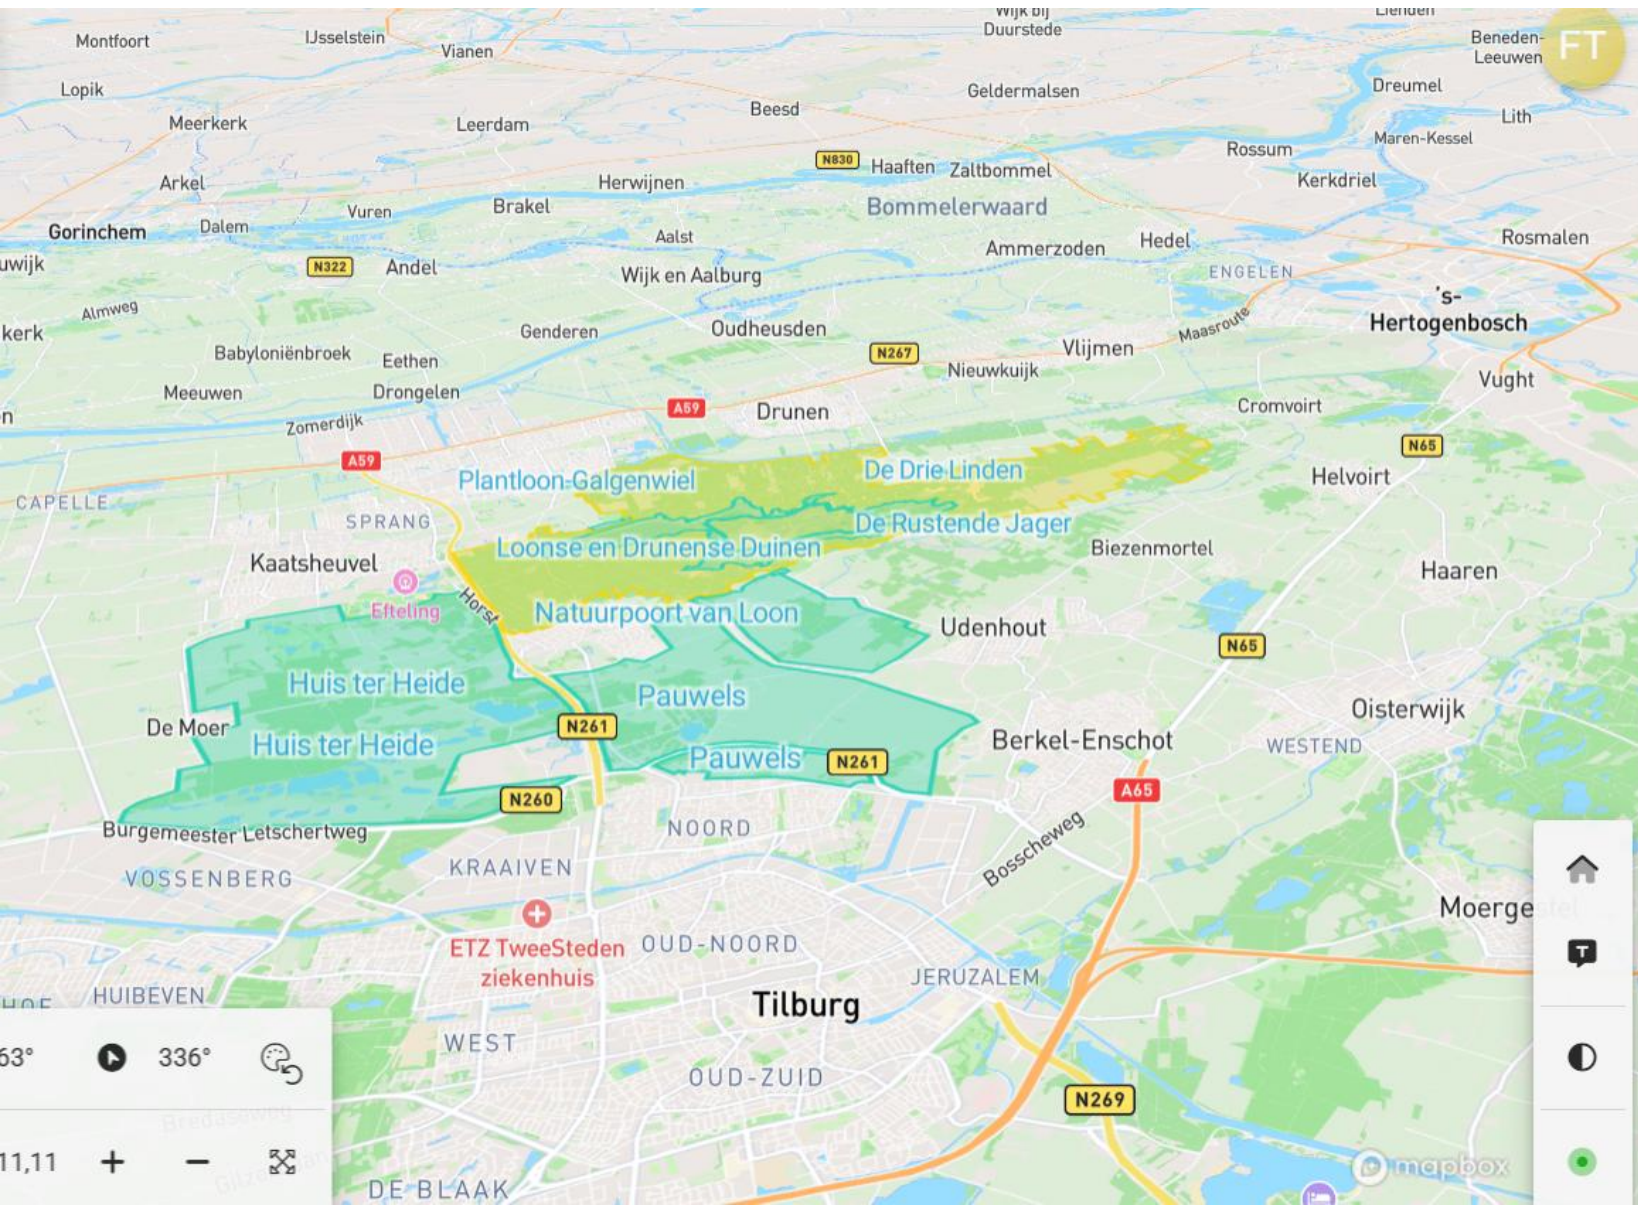 Wijk bij
Duurstede
Lienden
Montfoort
IJsselstein
Vianen
Beneden-
Leeuwen
FT
Lopik
Geldermalsen
Dreumel
Beesd
Lith
Meerkerk
Leerdam
Maren-Kessel
Rossum
N830
Haaften
Zaltbommel
Arkel
Herwijnen
Kerkdriel
Vuren
Brakel
Bommelerwaard
Gorinchem
Dalem
Aalst
Ammerzoden
Hedel
Rosmalen
uwijk
N322
Andel
Wijk en Aalburg
ENGELEN
's-
Hertogenbosch
Almweg
kerk
Genderen
Oudheusden
Maasroute
Babyloniënbroek
Eethen
N267
Nieuwkuijk
Vlijmen
Vught
Meeuwen
Drongelen
n
Zomerdijk
A59
Drunen
Cromvoirt
A59
N65
Plantloon-Galgenwiel
De Drie Linden
Helvoirt
CAPELLE
SPRANG
De Rustende Jager
Loonse en Drunense Duinen
Biezenmortel
Kaatsheuvel
Haaren
Efteling
Horst
Natuurpoort van Loon
Udenhout
N65
Huis ter Heide
Pauwels
Oisterwijk
De Moer
N261
Huis ter Heide
Berkel-Enschot
WESTEND
Pauwels
N261
N260
A65
Burgemeester Letschertweg
NOORD
Bosscheweg
KRAAIVEN
VOSSENBERG
Moergestel
ETZ TweeSteden
ziekenhuis
OUD-NOORD
JERUZALEM
HOF
HUIBEVEN
Tilburg
T
63°
336°
WEST
OUD-ZUID
N269
Bredaseweg
11,11
+
−
DE BLAAK
mapbox